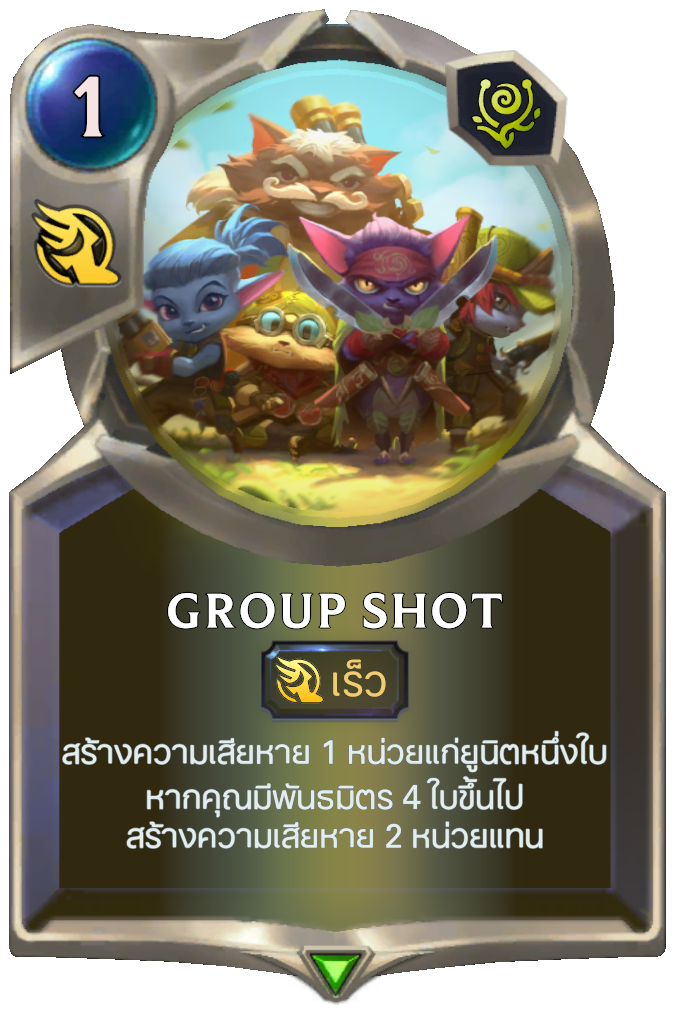 1
GROUP SHOT
เร็ว
สร้างความเสียหาย 1 หน่วยแก่ยูนิตหนึ่งใบ
หากคุณมีพันธมิตร 4 ใบขึ้นไป
สร้างความเสียหาย 2 หน่วยแทน